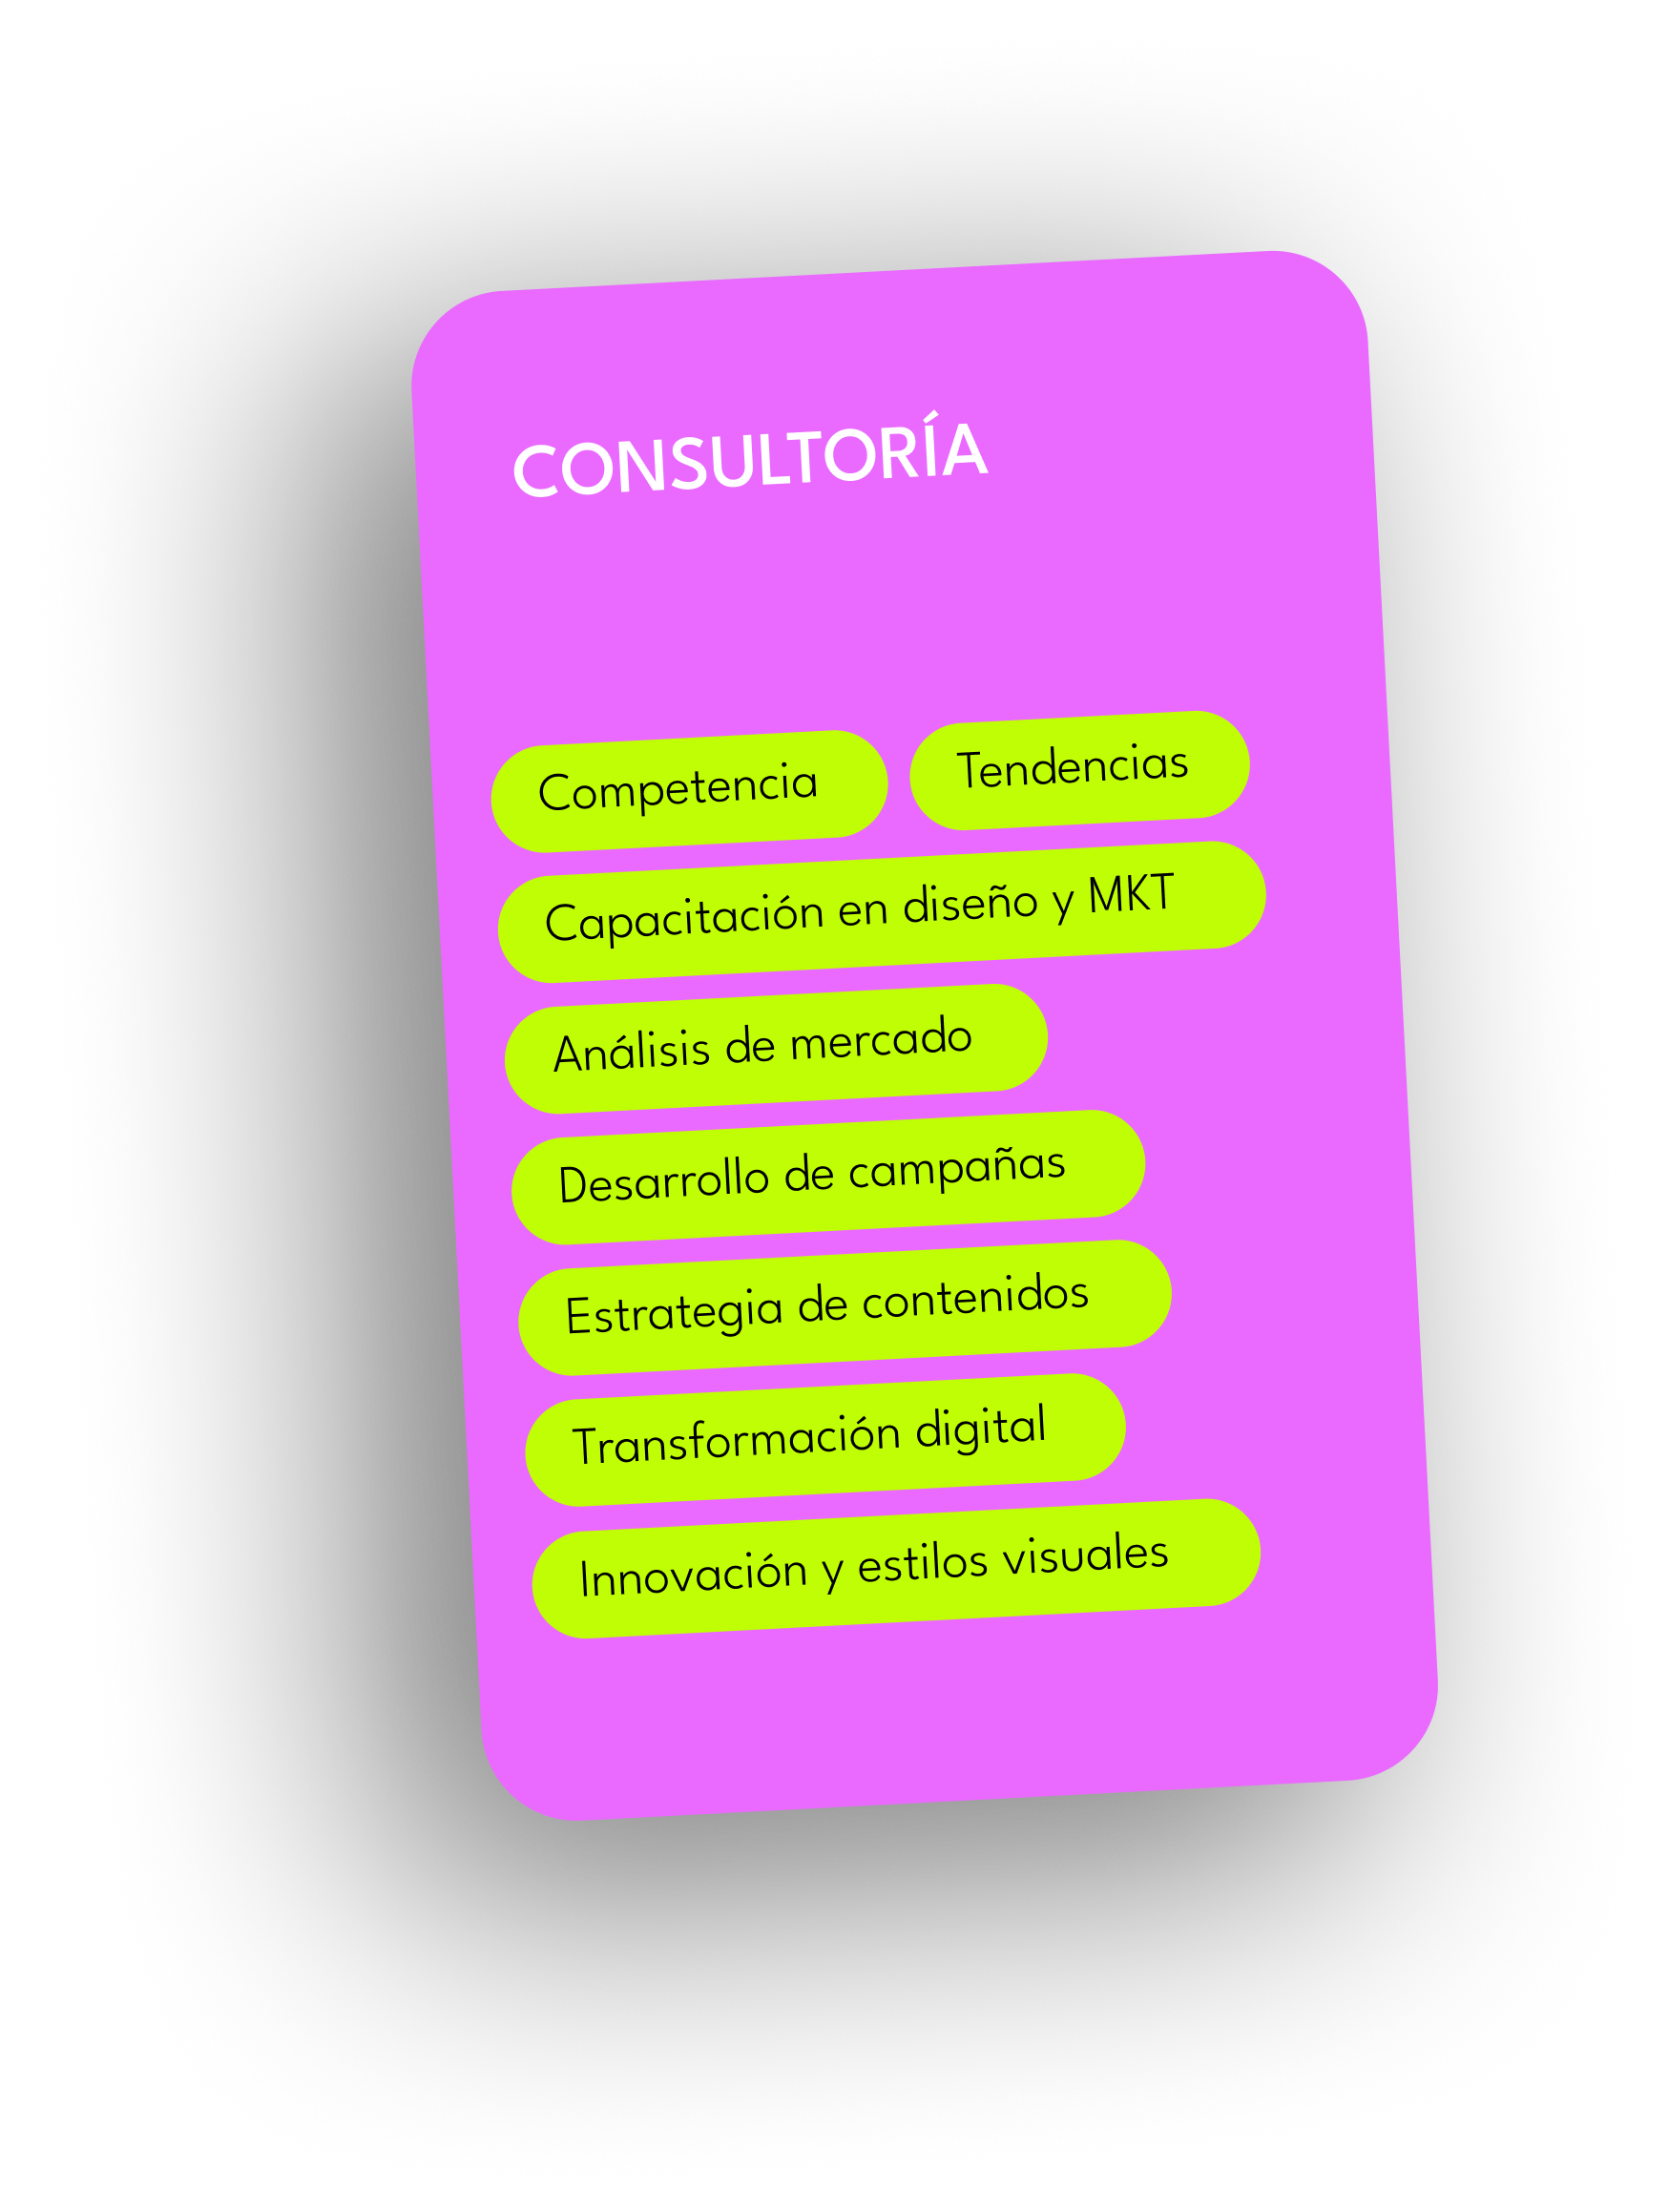 CONSULTORÍA
Competencia
Tendencias
Capacitación en diseño y MKT
Análisis de mercado
Desarrollo de campañas
Estrategia de contenidos
Transformación digital
Innovación y estilos visuales